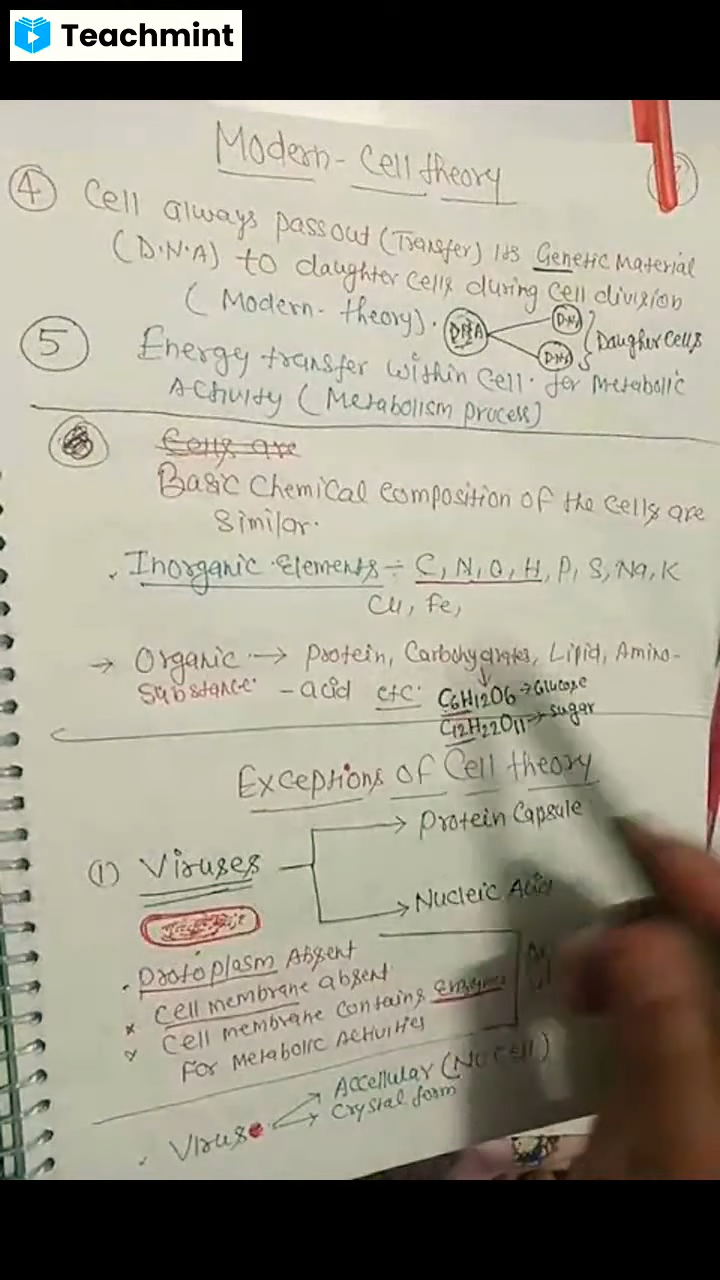 Teachmint
Modern-Cell theory
4 Cell always passout (Transfer) its Genetic Material
(D.N.A) to daughter cells during cell division
(Modern-theory). DNA DNA DNA Daugher cells
5 Energy transfer within cell for Metabolic
Activity (Metabolism process)
Cells are
Basic chemical composition of the cells are
similar.
Inorganic Elements ÷ C, N, O, H, P, S, Na, K
Cu, Fe,
→ Organic → Protein, Carbohydrates, Lipid, Amino-
Substance - acid etc.
C6H12O6 → Glucose
C12H22O11 → sugar
Exceptions of Cell theory
→ Protein Capsule
(1) Viruses
→ Nucleic Acid
. Protoplasm Absent
× Cell membrane absent
× Cell membrane contains Enzymes
For Metabolic Activities
→ Accellular (No cell)
Virus → Crystal form